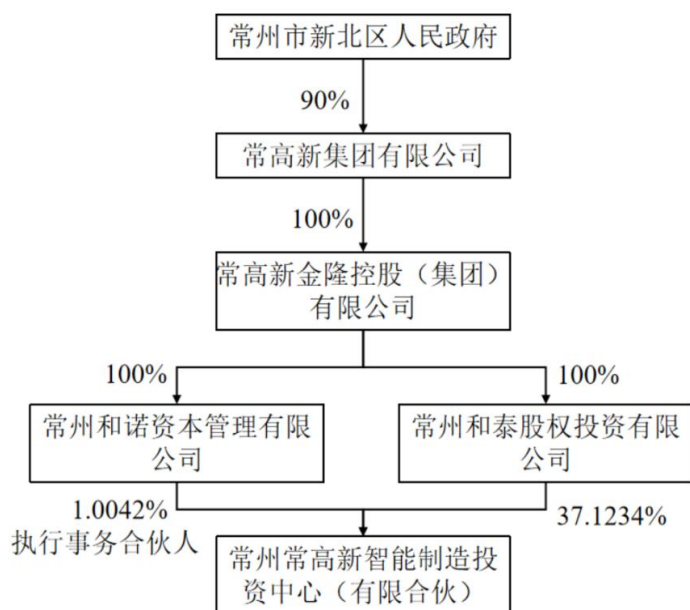 常州市新北区人民政府
90%
常高新集团有限公司
100%
常高新金隆控股（集团）
有限公司
100%
100%
常州和诺资本管理有限
公司
常州和泰股权投资有限
公司
1.0042%
执行事务合伙人
37.1234%
常州常高新智能制造投
资中心（有限合伙）